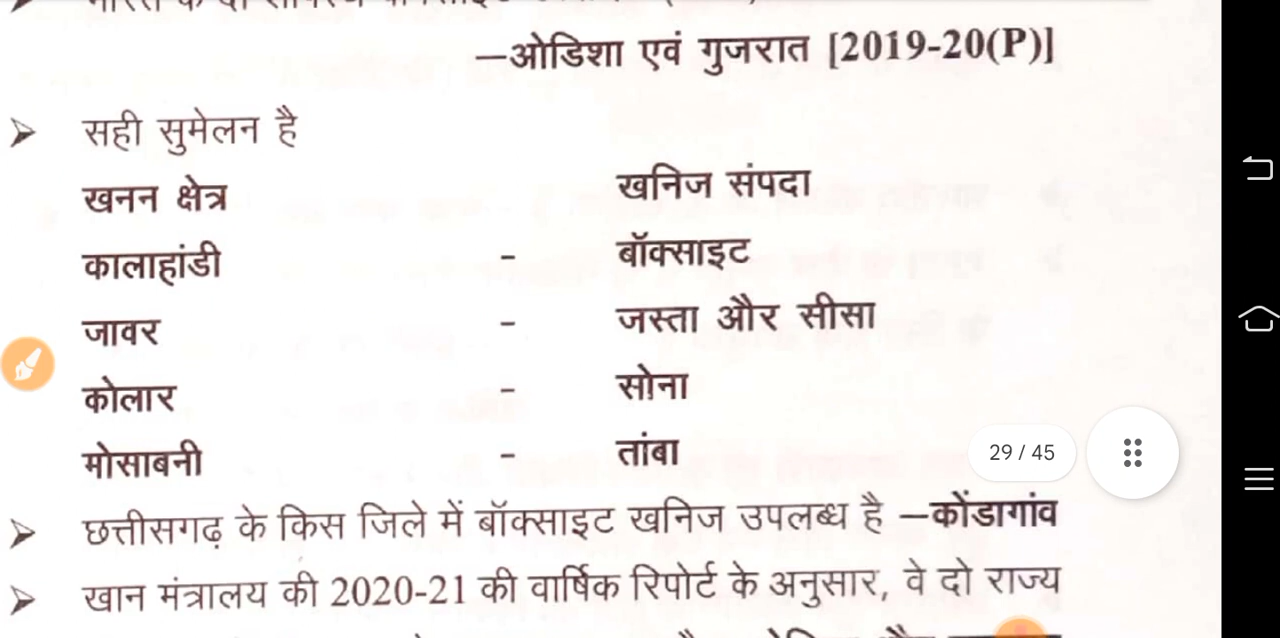 —ओडिशा एवं गुजरात [2019-20(P)]
➢ सही सुमेलन है
खनन क्षेत्र खनिज संपदा
कालाहांडी - बॉक्साइट
जावर - जस्ता और सीसा
कोलार - सोना
मोसाबनी - तांबा
29 / 45
➢ छत्तीसगढ़ के किस जिले में बॉक्साइट खनिज उपलब्ध है —कोंडागांव
➢ खान मंत्रालय की 2020-21 की वार्षिक रिपोर्ट के अनुसार, वे दो राज्य